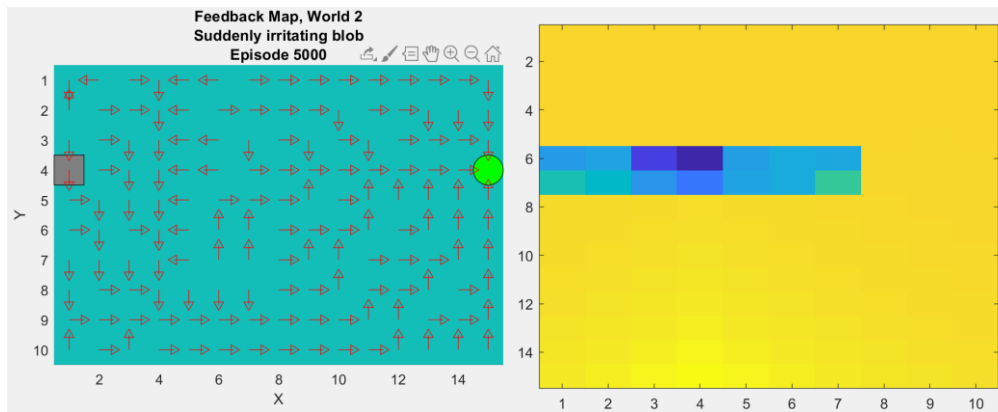 Feedback Map, World 2
Suddenly irritating blob
Episode 5000
1
2
3
4
5
6
7
8
9
10
Y
2 4 6 8 10 12 14
X
2
4
6
8
10
12
14
1 2 3 4 5 6 7 8 9 10